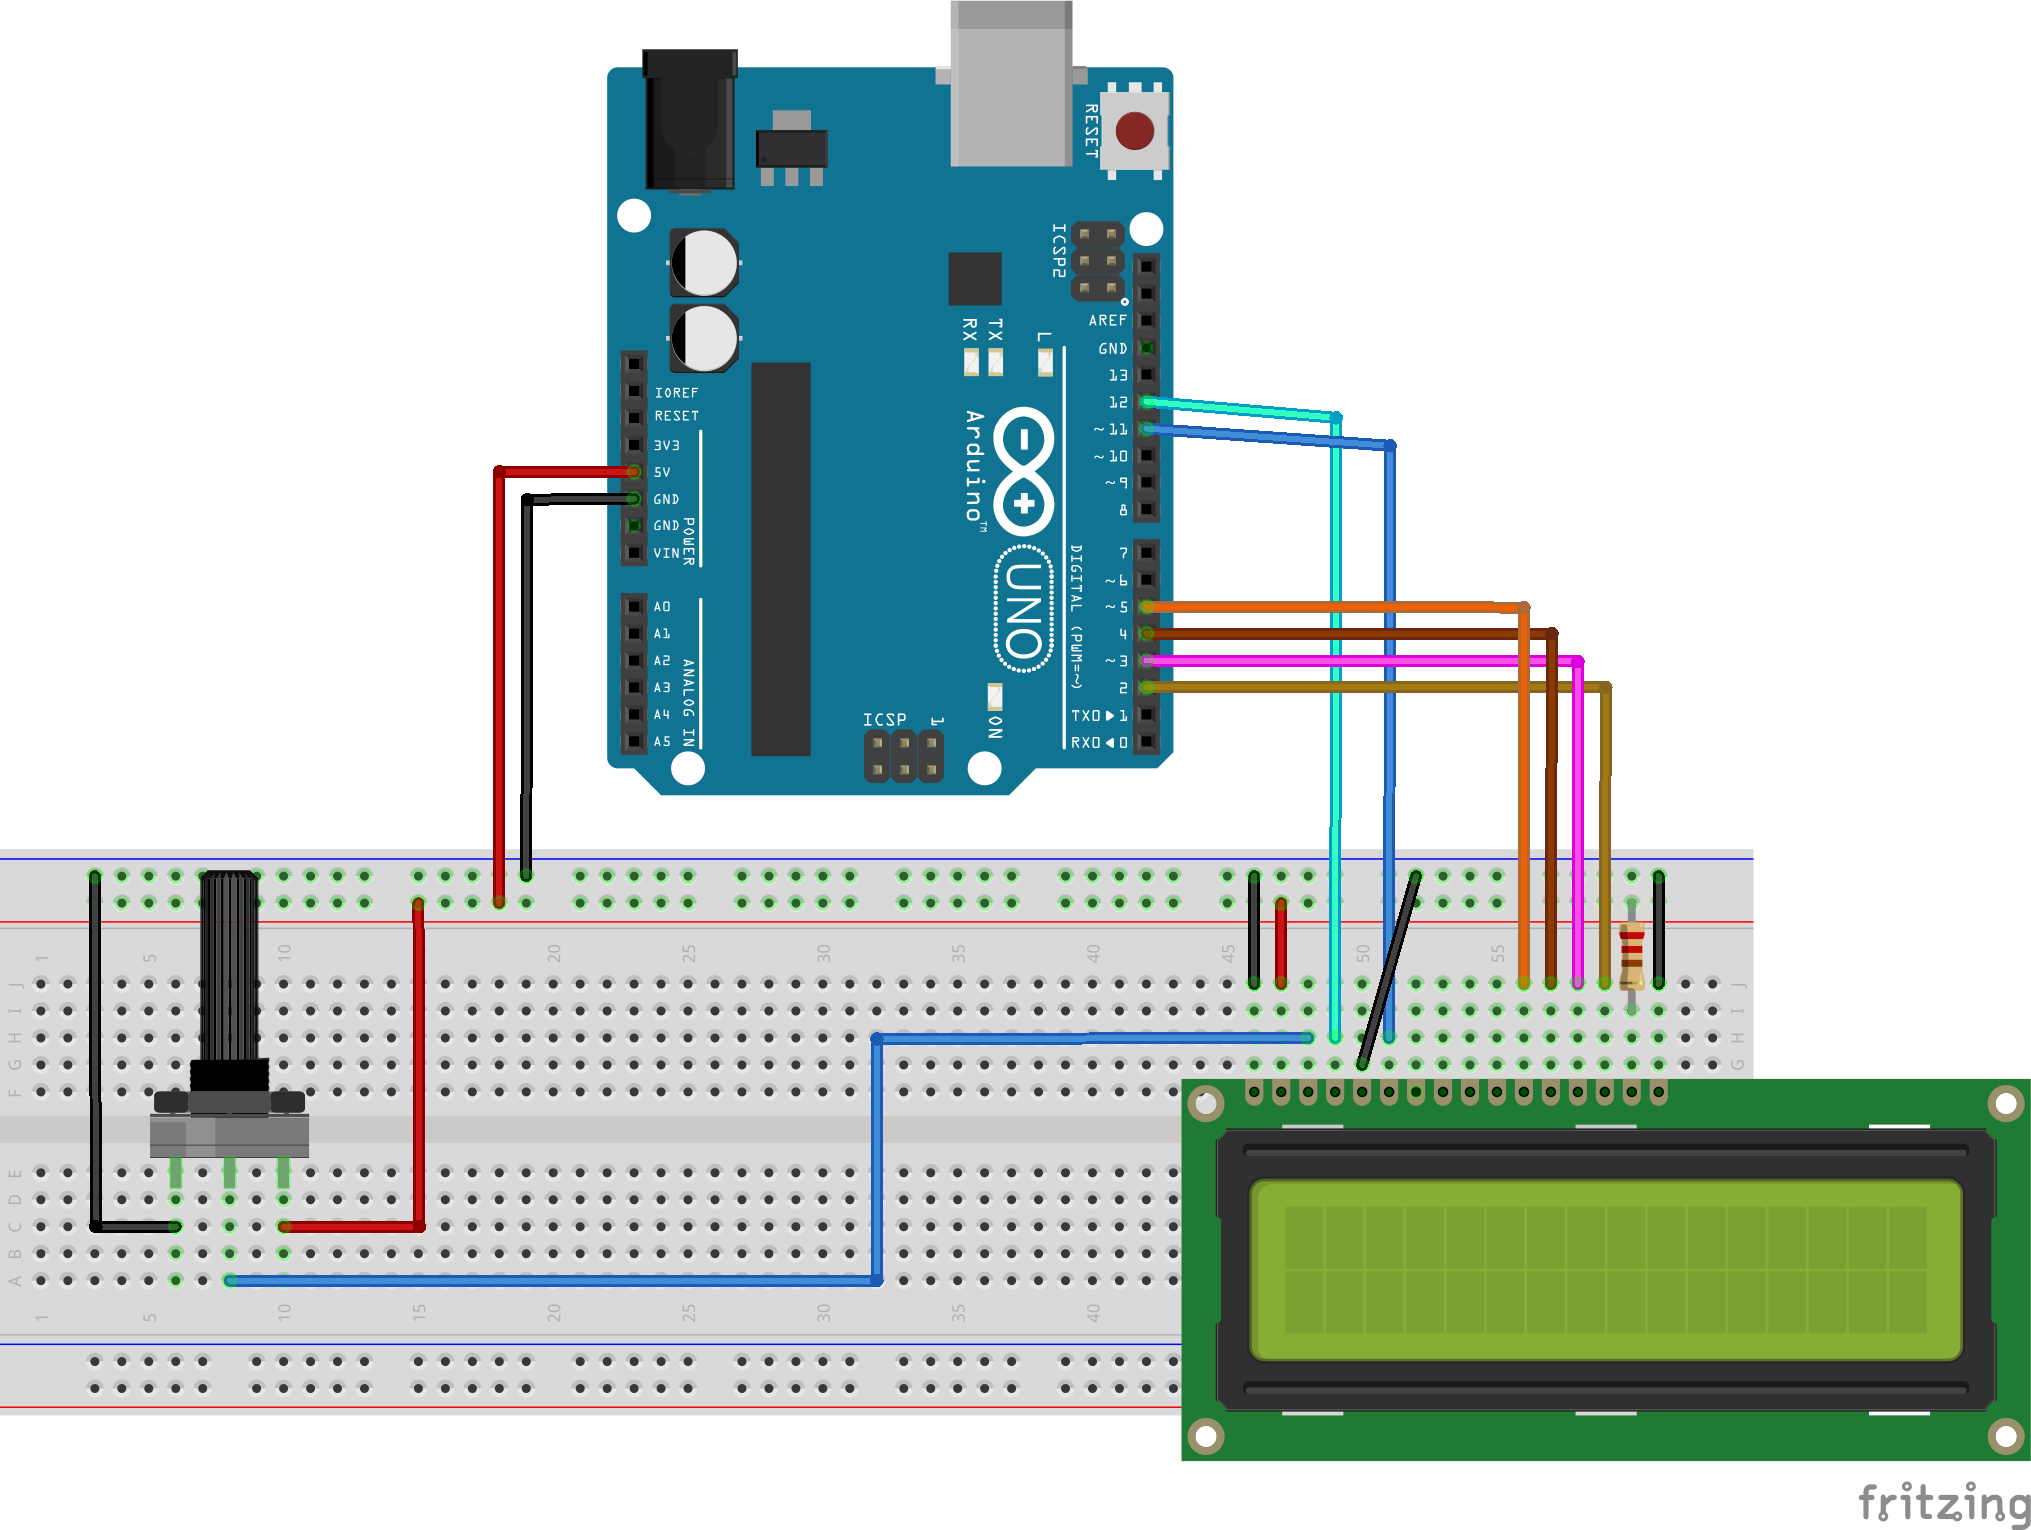 RESET
ICSP2
AREF
GND
RX
TX
L
13
12
~11
~10
~9
8
IOREF
RESET
3V3
5V
GND
GND
VIN
POWER
Arduino™
UNO
DIGITAL (PWM=~)
7
~6
~5
4
~3
2
TX0▶1
RX0◀0
A0
A1
A2
A3
A4
A5
ANALOG IN
ICSP 1
ON
1 5 10 20 25 30 35 40 45 50 55
J J
I I
H H
G G
F
E
D
C
B
A
1 5 10 15 20 25 30 35 40
fritzing